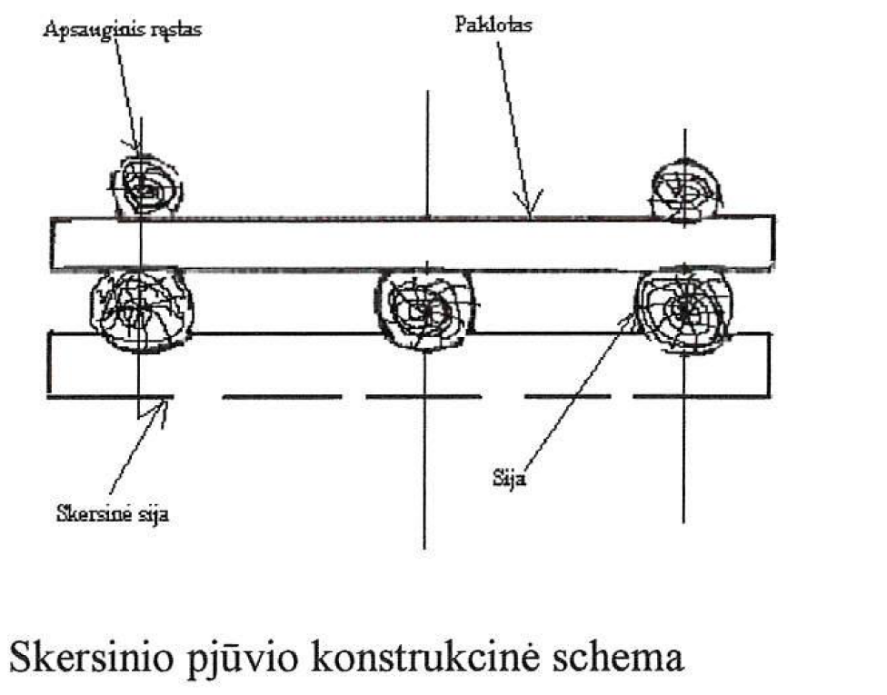 Apsauginis rąstas
Paklotas
Sija
Skersinė sija
Skersinio pjūvio konstrukcinė schema